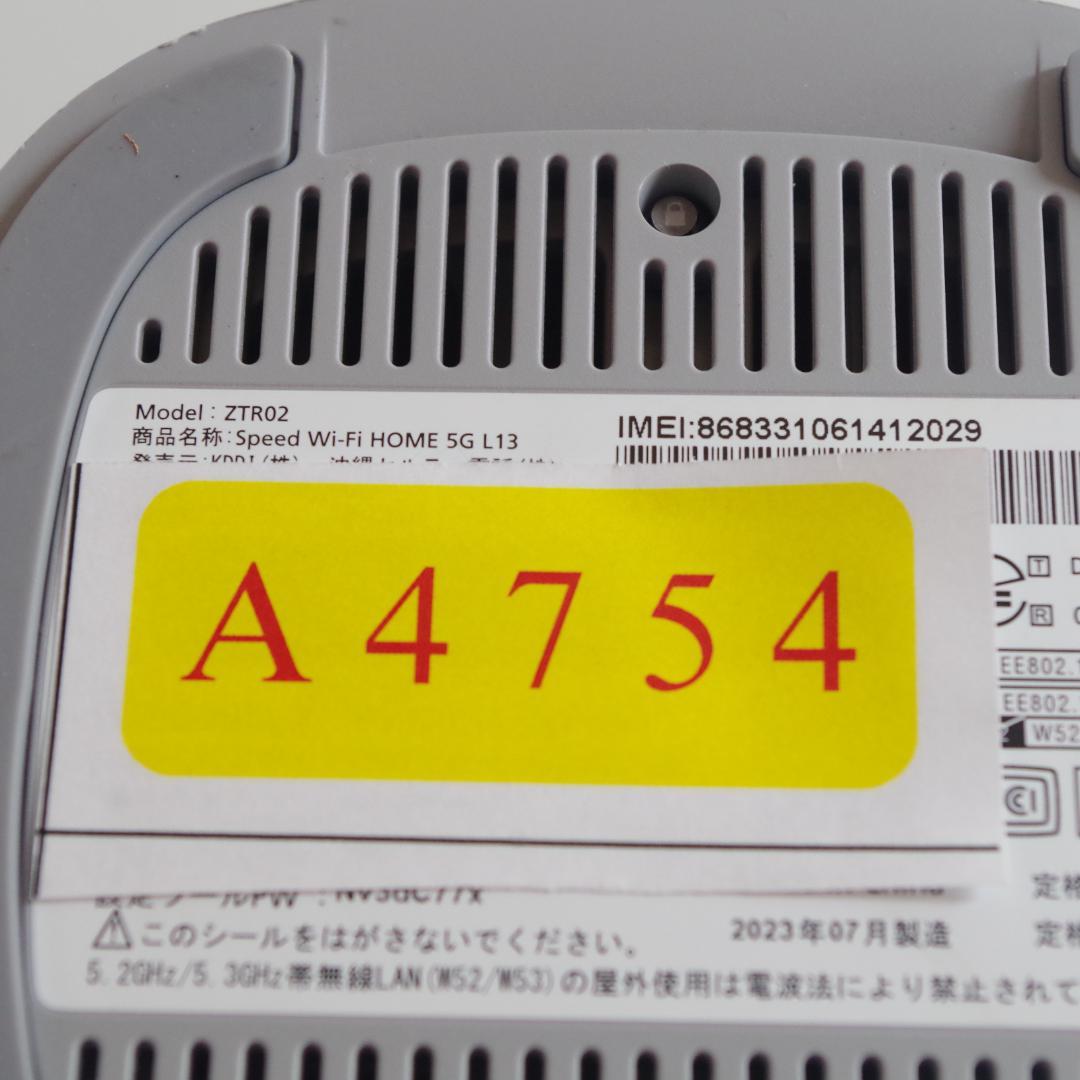 Model : ZTR02
商品名称:Speed Wi-Fi HOME 5G L13
IMEI:868331061412029
A4754
T
R
EE802.
W52
このシールをはがさないでください。
2023年07月製造
5.2GHz/5.3GHz帯無線LAN(W52/W53)の屋外使用は電波法により禁止されて